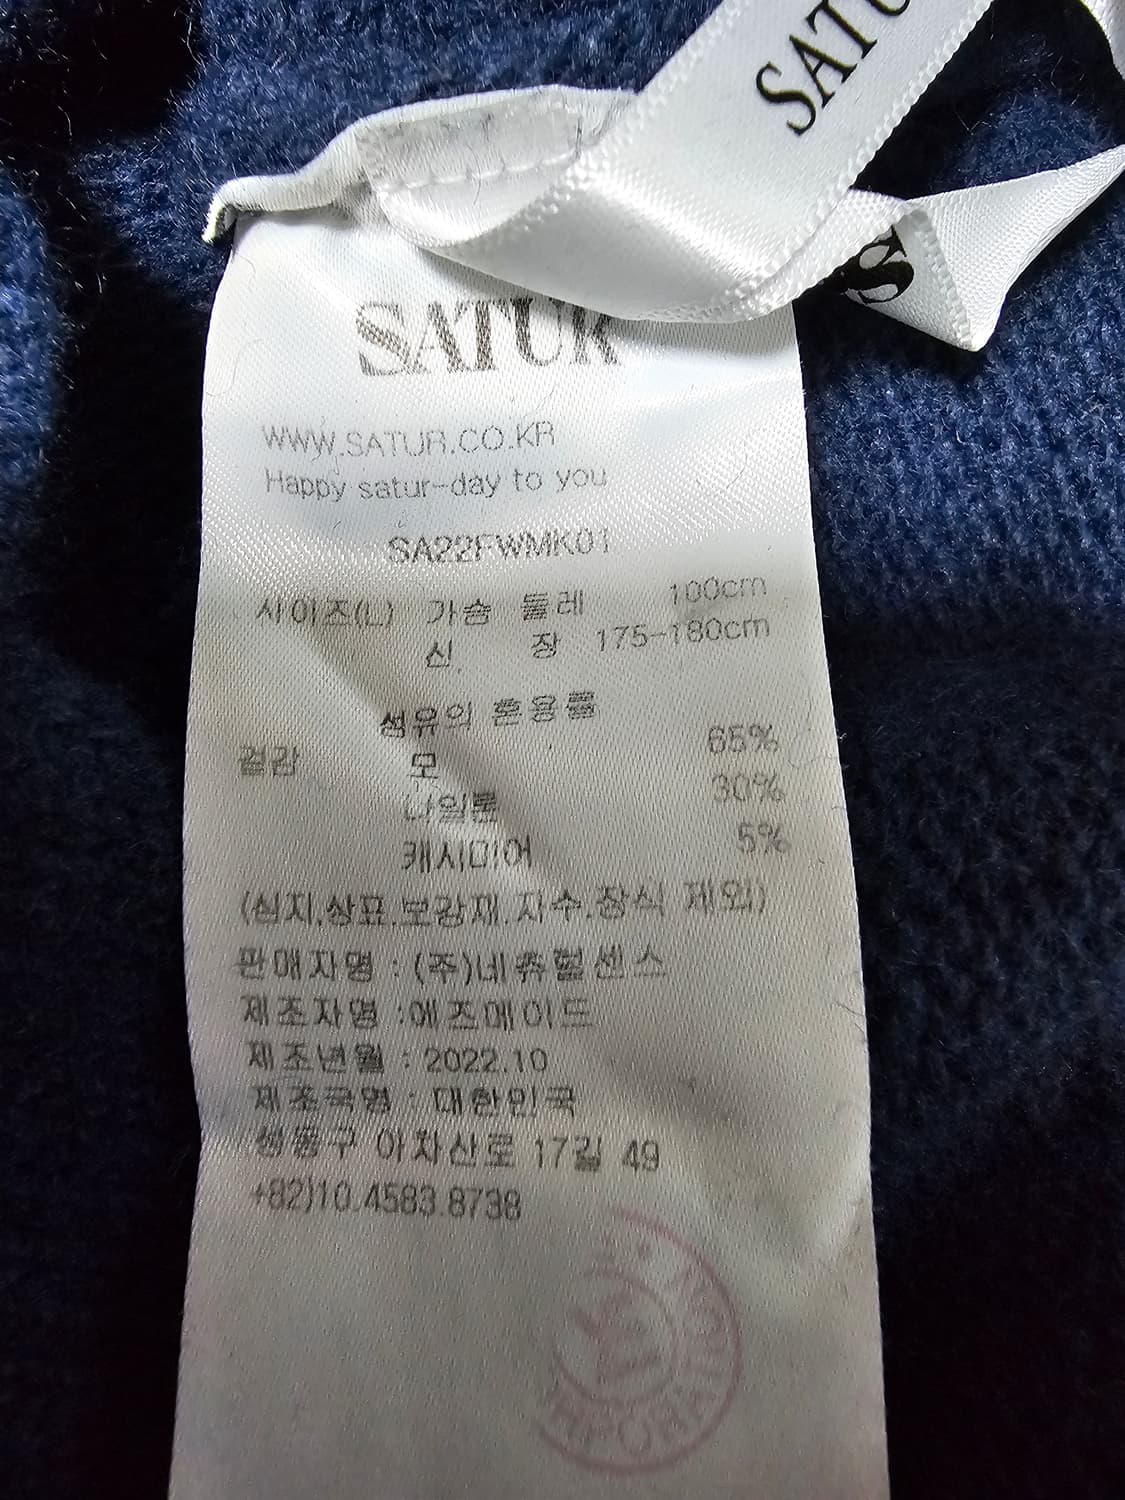 SATU
S
SATUR
WWW.SATUR.CO.KR
Happy satur-day to you
SA22FWMK01
사이즈(L) 가슴 둘레 100cm
신 장 175-180cm
섬유의 혼용률
겉감 모 65%
나일론 30%
캐시미어 5%
(심지,상표,보강재,자수,장식 제외)
판매자명 : (주)네츄럴센스
제조자명 :에즈메이드
제조년월 : 2022.10
제조국명 : 대한민국
성동구 아차산로 17길 49
+82)10.4583.8738